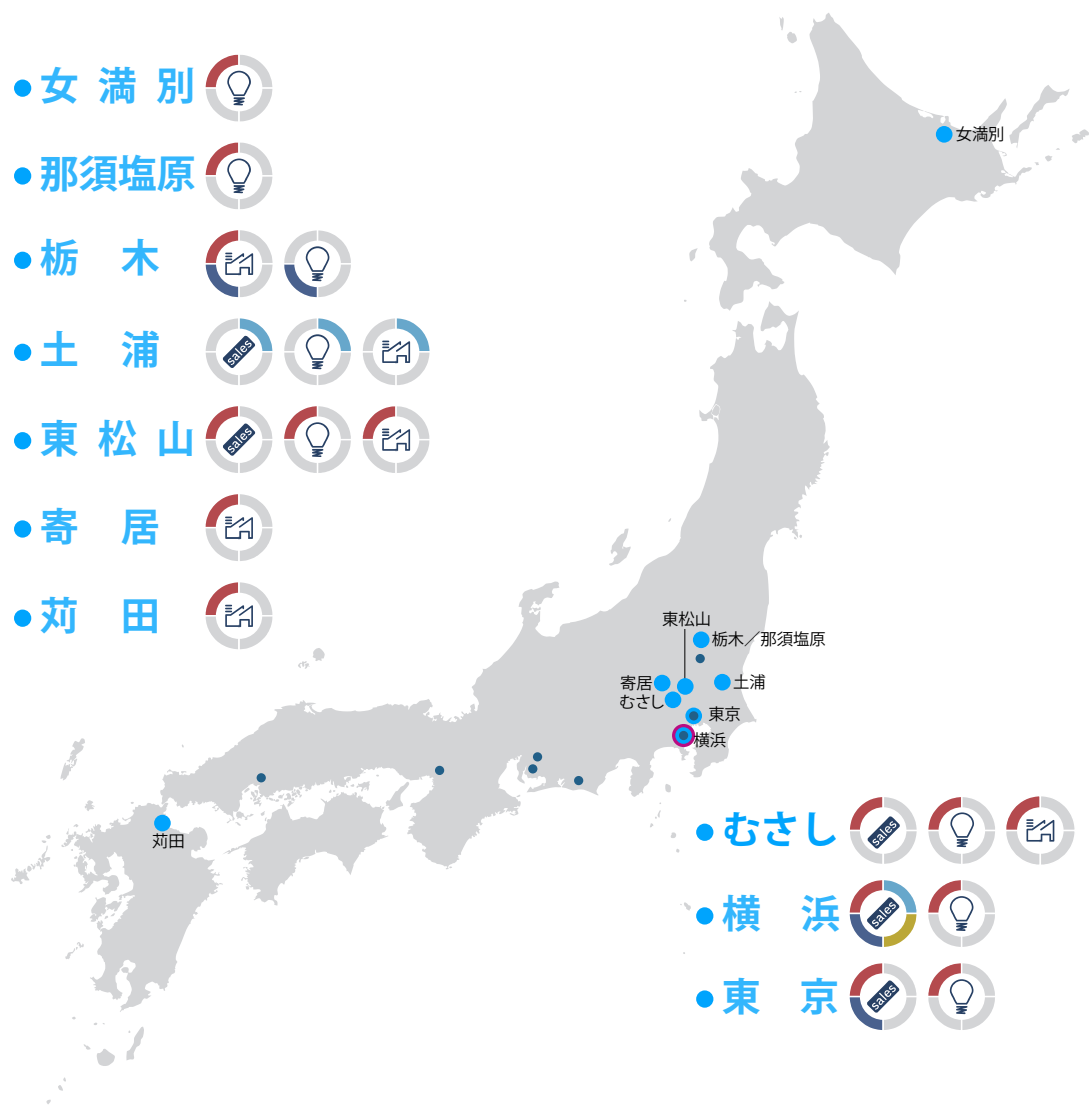 女満別
那須塩原
栃木
土浦
sales
東松山
sales
寄居
苅田
女満別
東松山
栃木／那須塩原
寄居
土浦
むさし
東京
横浜
苅田
むさし
sales
横浜
sales
東京
sales